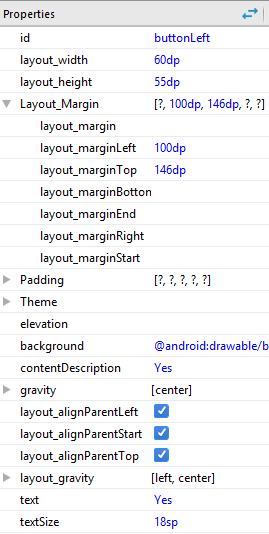 Properties
id buttonLeft
layout_width 60dp
layout_height 55dp
Layout_Margin [?, 100dp, 146dp, ?, ?]
layout_margin
layout_marginLeft 100dp
layout_marginTop 146dp
layout_marginBotton
layout_marginEnd
layout_marginRight
layout_marginStart
Padding [?, ?, ?, ?, ?]
Theme
elevation
background @android:drawable/b
contentDescription Yes
gravity [center]
layout_alignParentLeft
layout_alignParentStart
layout_alignParentTop
layout_gravity [left, center]
text Yes
textSize 18sp